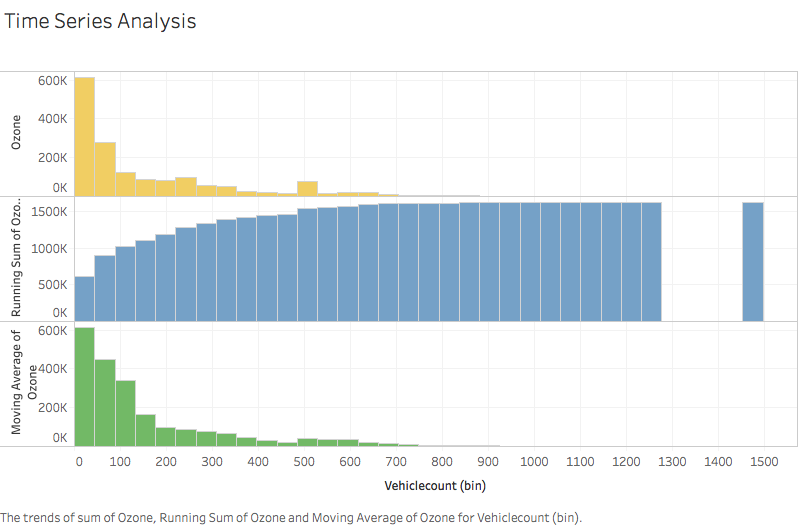 Time Series Analysis
600K
400K
200K
0K
Ozone
1500K
1000K
500K
0K
Running Sum of Ozo..
600K
400K
200K
0K
Moving Average of
Ozone
0 100 200 300 400 500 600 700 800 900 1000 1100 1200 1300 1400 1500
Vehiclecount (bin)
The trends of sum of Ozone, Running Sum of Ozone and Moving Average of Ozone for Vehiclecount (bin).